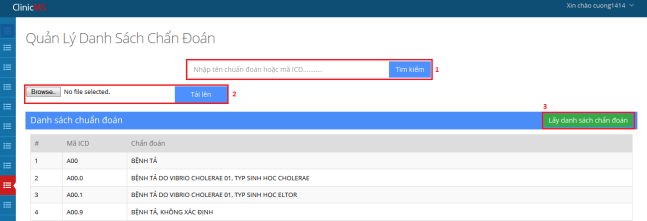 ClinicME
Xin chào cuong1414
Quản Lý Danh Sách Chẩn Đoán
Nhập tên chuẩn đoán hoặc mã ICD........... Tìm kiếm 1
Browse.. No file selected. Tải lên 2
3
Danh sách chuẩn đoán Lấy danh sách chẩn đoán
# Mã ICD Chẩn đoán
1 A00 BỆNH TẢ
2 A00.0 BỆNH TẢ DO VIBRIO CHOLERAE 01, TYP SINH HỌC CHOLERAE
3 A00.1 BỆNH TẢ DO VIBRIO CHOLERAE 01, TYP SINH HỌC ELTOR
4 A00.9 BỆNH TẢ, KHÔNG XÁC ĐỊNH